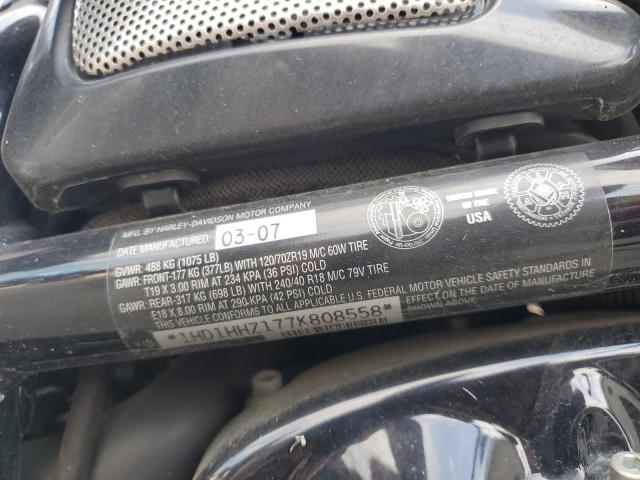 MFG. BY HARLEY-DAVIDSON MOTOR COMPANY
DATE MANUFACTURED 03-07
GVWR: 488 KG (1075 LB)
GAWR: FRONT-177 KG (377LB) WITH 120/70ZR19 M/C 60W TIRE
T19 X 3.00 RIM AT 234 KPA (36 PSI) COLD
GAWR: REAR-317 KG (698 LB) WITH 240/40 R18 M/C 79V TIRE
E18 X 8.00 RIM AT 290-KPA (42 PSI) COLD
THIS VEHICLE CONFORMS TO ALL APPLICABLE U.S. FEDERAL MOTOR VEHICLE SAFETY STANDARDS IN
EFFECT ON THE DATE OF MANUFACTURE
SHOWN ABOVE
*1HD1HHZ177K808558*
UNION MADE
IN THE
USA